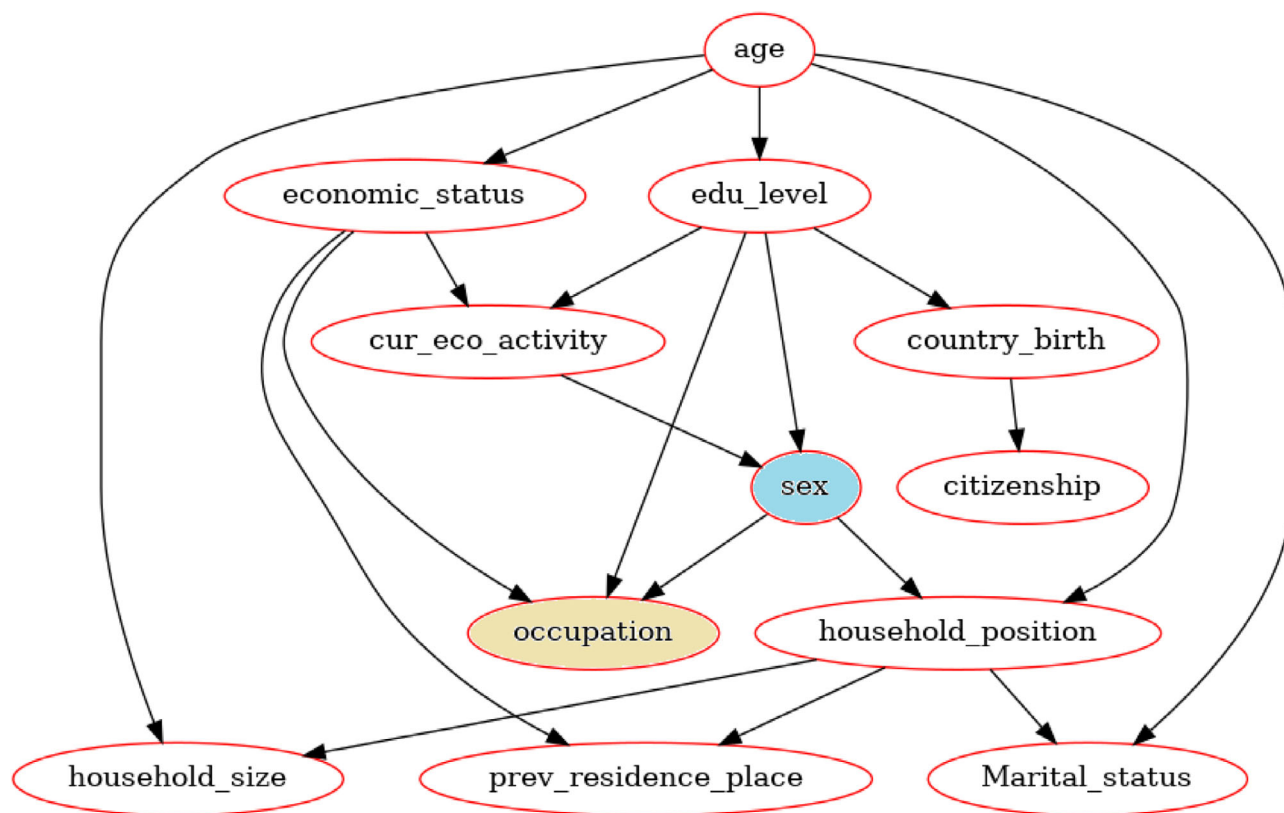 age
economic_status
edu_level
cur_eco_activity
country_birth
sex
citizenship
occupation
household_position
household_size
prev_residence_place
Marital_status